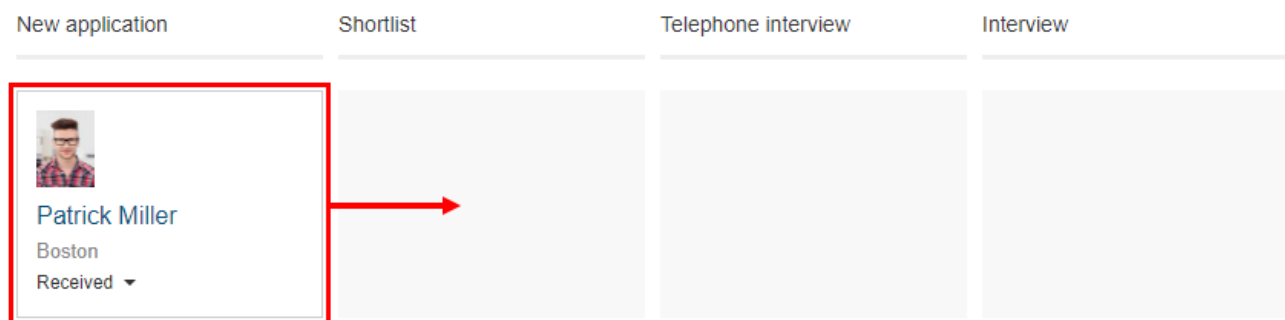 New application
Shortlist
Telephone interview
Interview
Patrick Miller
Boston
Received